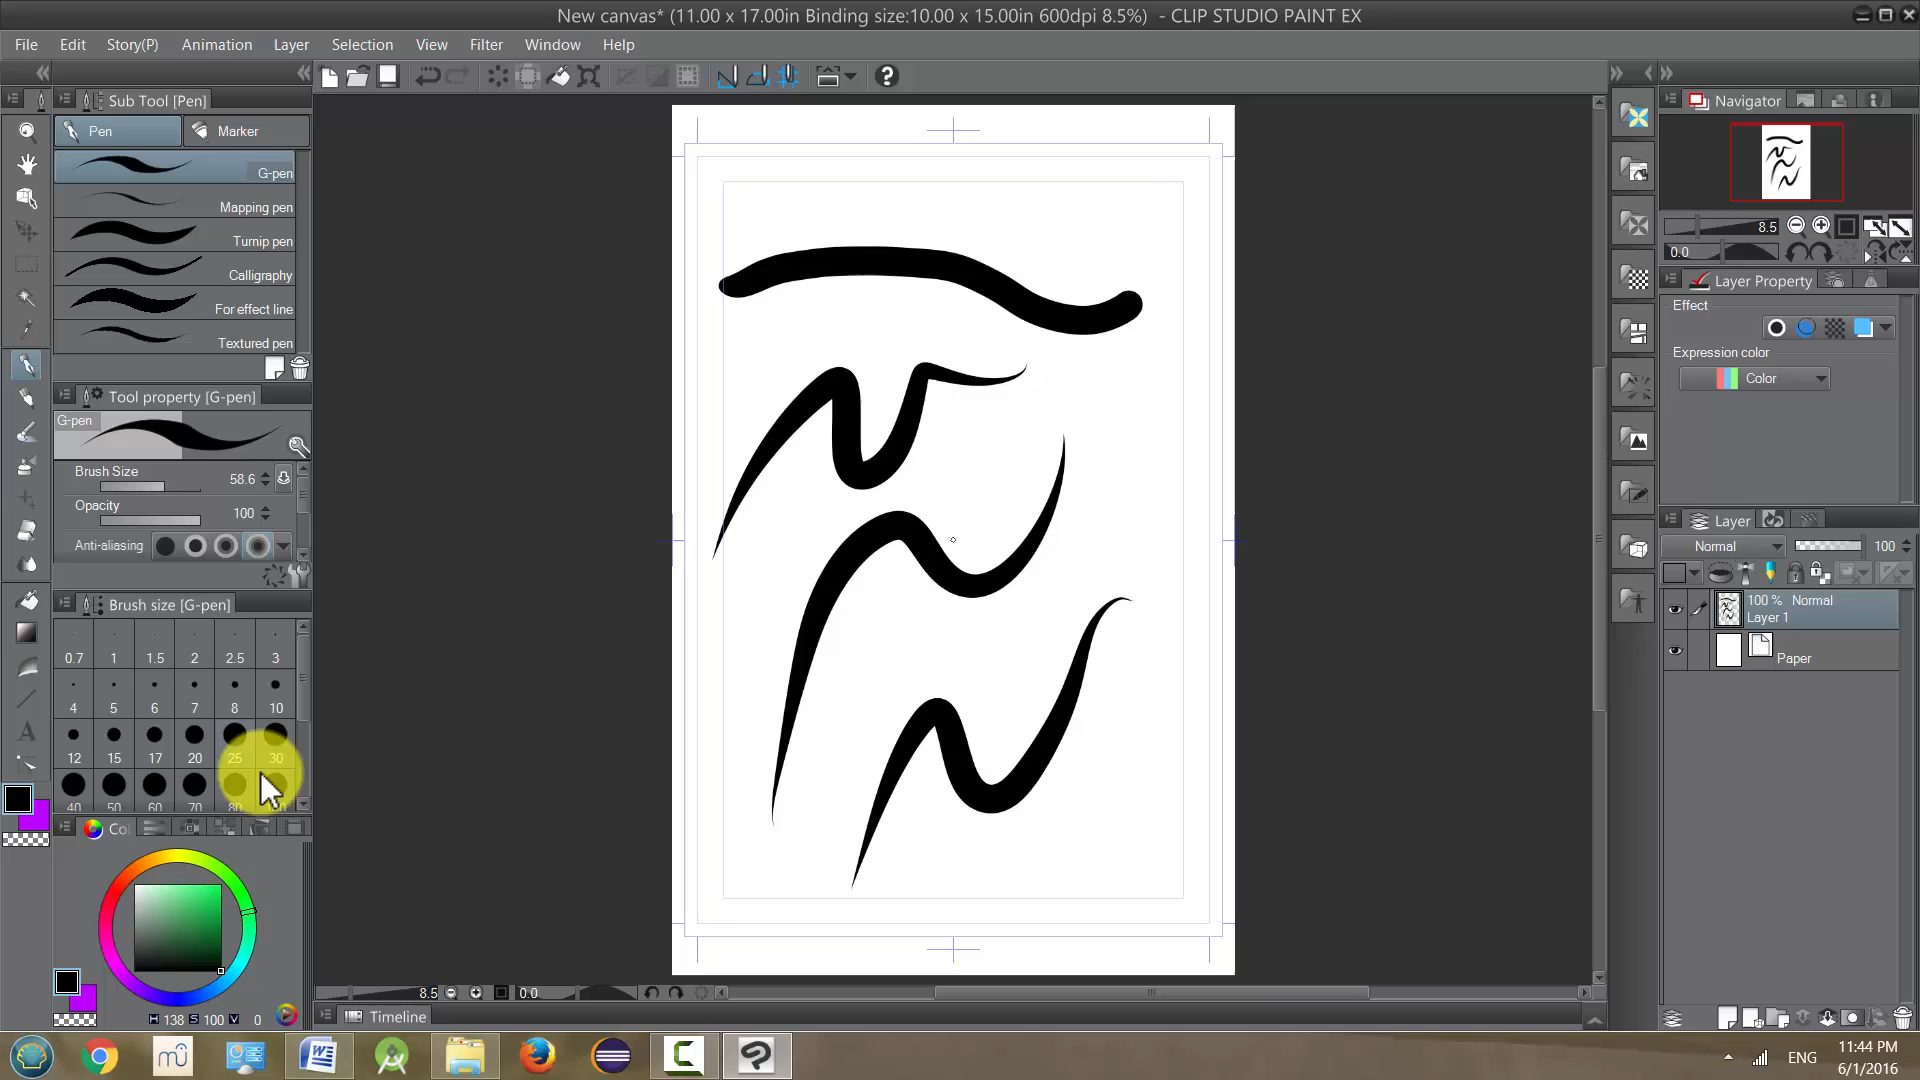 New canvas* (11.00 x 17.00in Binding size:10.00 x 15.00in 600dpi 8.5%) - CLIP STUDIO PAINT EX
File Edit Story(P) Animation Layer Selection View Filter Window Help
Sub Tool [Pen]
Pen Marker
G-pen
Mapping pen
Turnip pen
Calligraphy
For effect line
Textured pen
Tool property [G-pen]
G-pen
Brush Size 58.6
Opacity 100
Anti-aliasing
Brush size [G-pen]
0.7 1 1.5 2 2.5 3
4 5 6 7 8 10
12 15 17 20 25 30
40 50 60 70 80
Col
H 138 S 100 V 0
8.5 0.0
Timeline
Navigator
8.5
0.0
Layer Property
Effect
Expression color
Color
Layer
Normal 100
100 % Normal
Layer 1
Paper
ENG
11:44 PM
6/1/2016